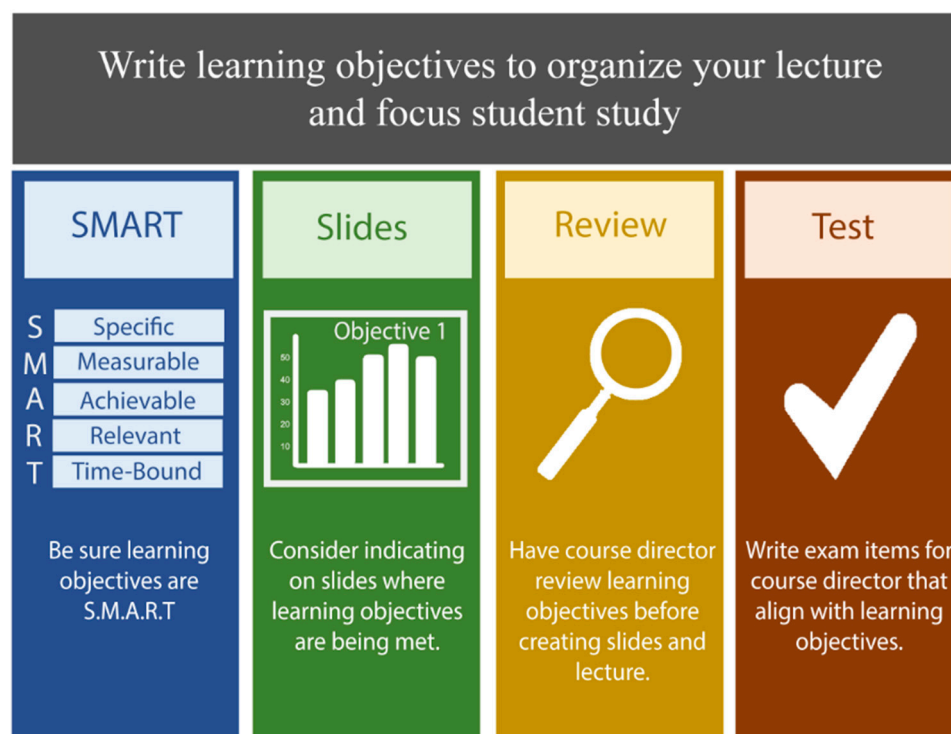 Write learning objectives to organize your lecture
and focus student study
SMART
S Specific
M Measurable
A Achievable
R Relevant
T Time-Bound
Be sure learning
objectives are
S.M.A.R.T
Slides
Objective 1
50
40
30
20
10
Consider indicating
on slides where
learning objectives
are being met.
Review
Have course director
review learning
objectives before
creating slides and
lecture.
Test
Write exam items for
course director that
align with learning
objectives.